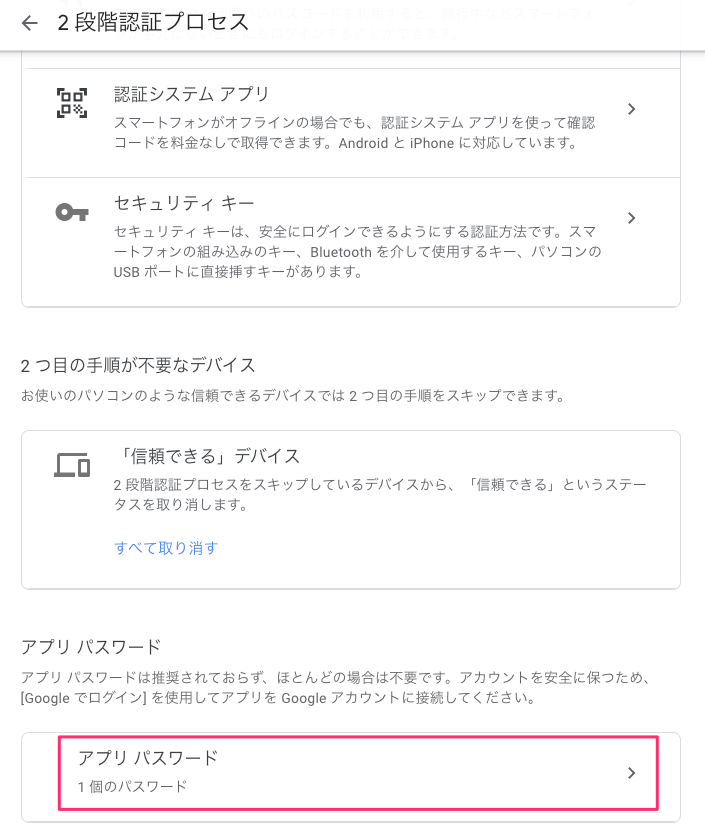 2 段階認証プロセス
認証システム アプリ
スマートフォンがオフラインの場合でも、認証システム アプリを使って確認
コードを料金なしで取得できます。Android と iPhone に対応しています。
セキュリティ キー
セキュリティ キーは、安全にログインできるようにする認証方法です。スマ
ートフォンの組み込みのキー、Bluetooth を介して使用するキー、パソコンの
USB ポートに直接挿すキーがあります。
2 つ目の手順が不要なデバイス
お使いのパソコンのような信頼できるデバイスでは 2 つ目の手順をスキップできます。
「信頼できる」デバイス
2 段階認証プロセスをスキップしているデバイスから、「信頼できる」というステー
タスを取り消します。
すべて取り消す
アプリ パスワード
アプリ パスワードは推奨されておらず、ほとんどの場合は不要です。アカウントを安全に保つため、
[Google でログイン] を使用してアプリを Google アカウントに接続してください。
アプリ パスワード
1 個のパスワード